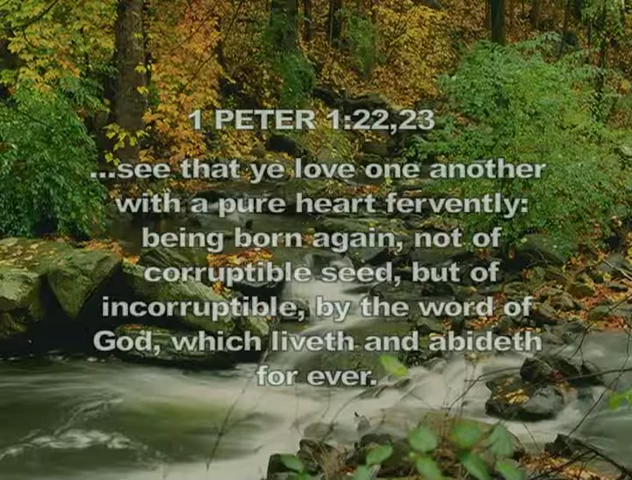 1 PETER 1:22,23
...see that ye love one another
with a pure heart fervently:
being born again, not of
corruptible seed, but of
incorruptible, by the word of
God, which liveth and abideth
for ever.